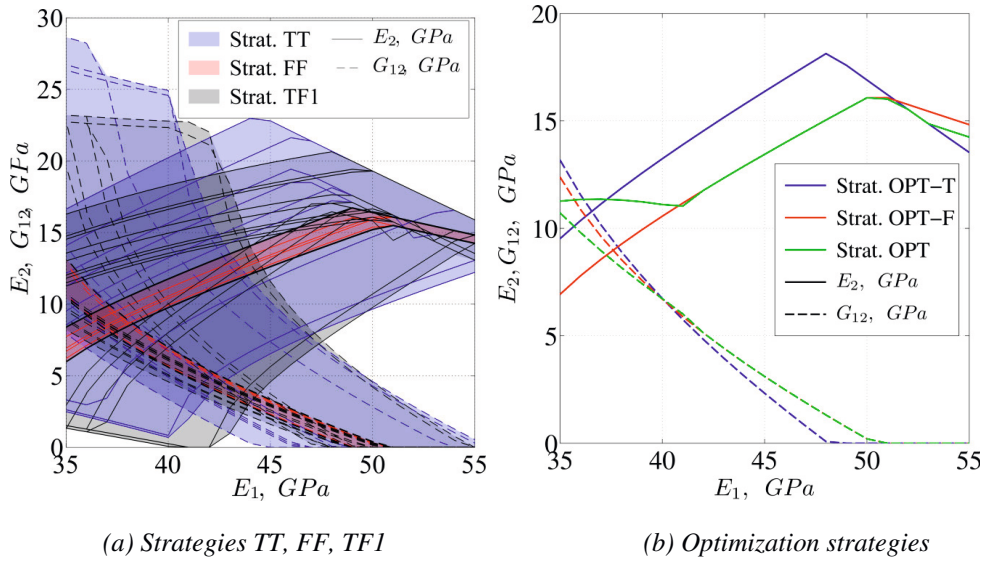 30
25
20
15
10
5
0
35
40
45
50
55
E₂, G₁₂, GPa
E₁, GPa
Strat. TT
Strat. FF
Strat. TF1
E₂, GPa
G₁₂, GPa
(a) Strategies TT, FF, TF1
20
15
10
5
0
35
40
45
50
55
E₂, G₁₂, GPa
E₁, GPa
Strat. OPT−T
Strat. OPT−F
Strat. OPT
E₂, GPa
G₁₂, GPa
(b) Optimization strategies